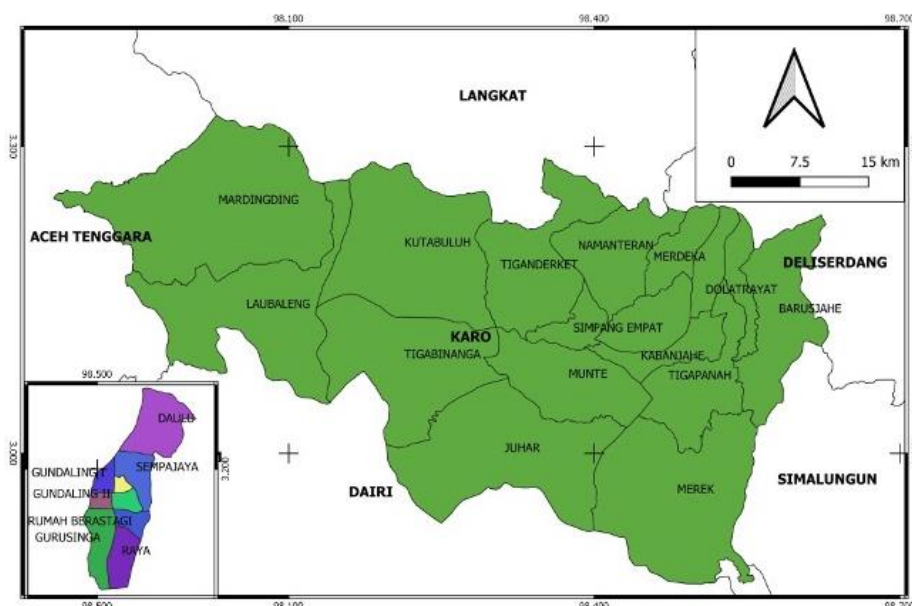 98.100
98.400
98.700
LANGKAT
3.300
0
7.5
15 km
MARDINGDING
ACEH TENGGARA
KUTABULUH
NAMANTERAN
MERDEKA
TIGANDERKET
DELISERDANG
DOLATRAYAT
LAUBALENG
BARUSJAHE
SIMPANG EMPAT
KARO
TIGABINANGA
KABANJAHE
MUNTE
TIGAPANAH
98.500
DAULU
JUHAR
3.000
SEMPAJAYA
3.200
GUNDALING I
SIMALUNGUN
DAIRI
MEREK
GUNDALING II
RUMAH BERASTAGI
GURUSINGA
RAYA
98.500
98.100
98.400
98.700